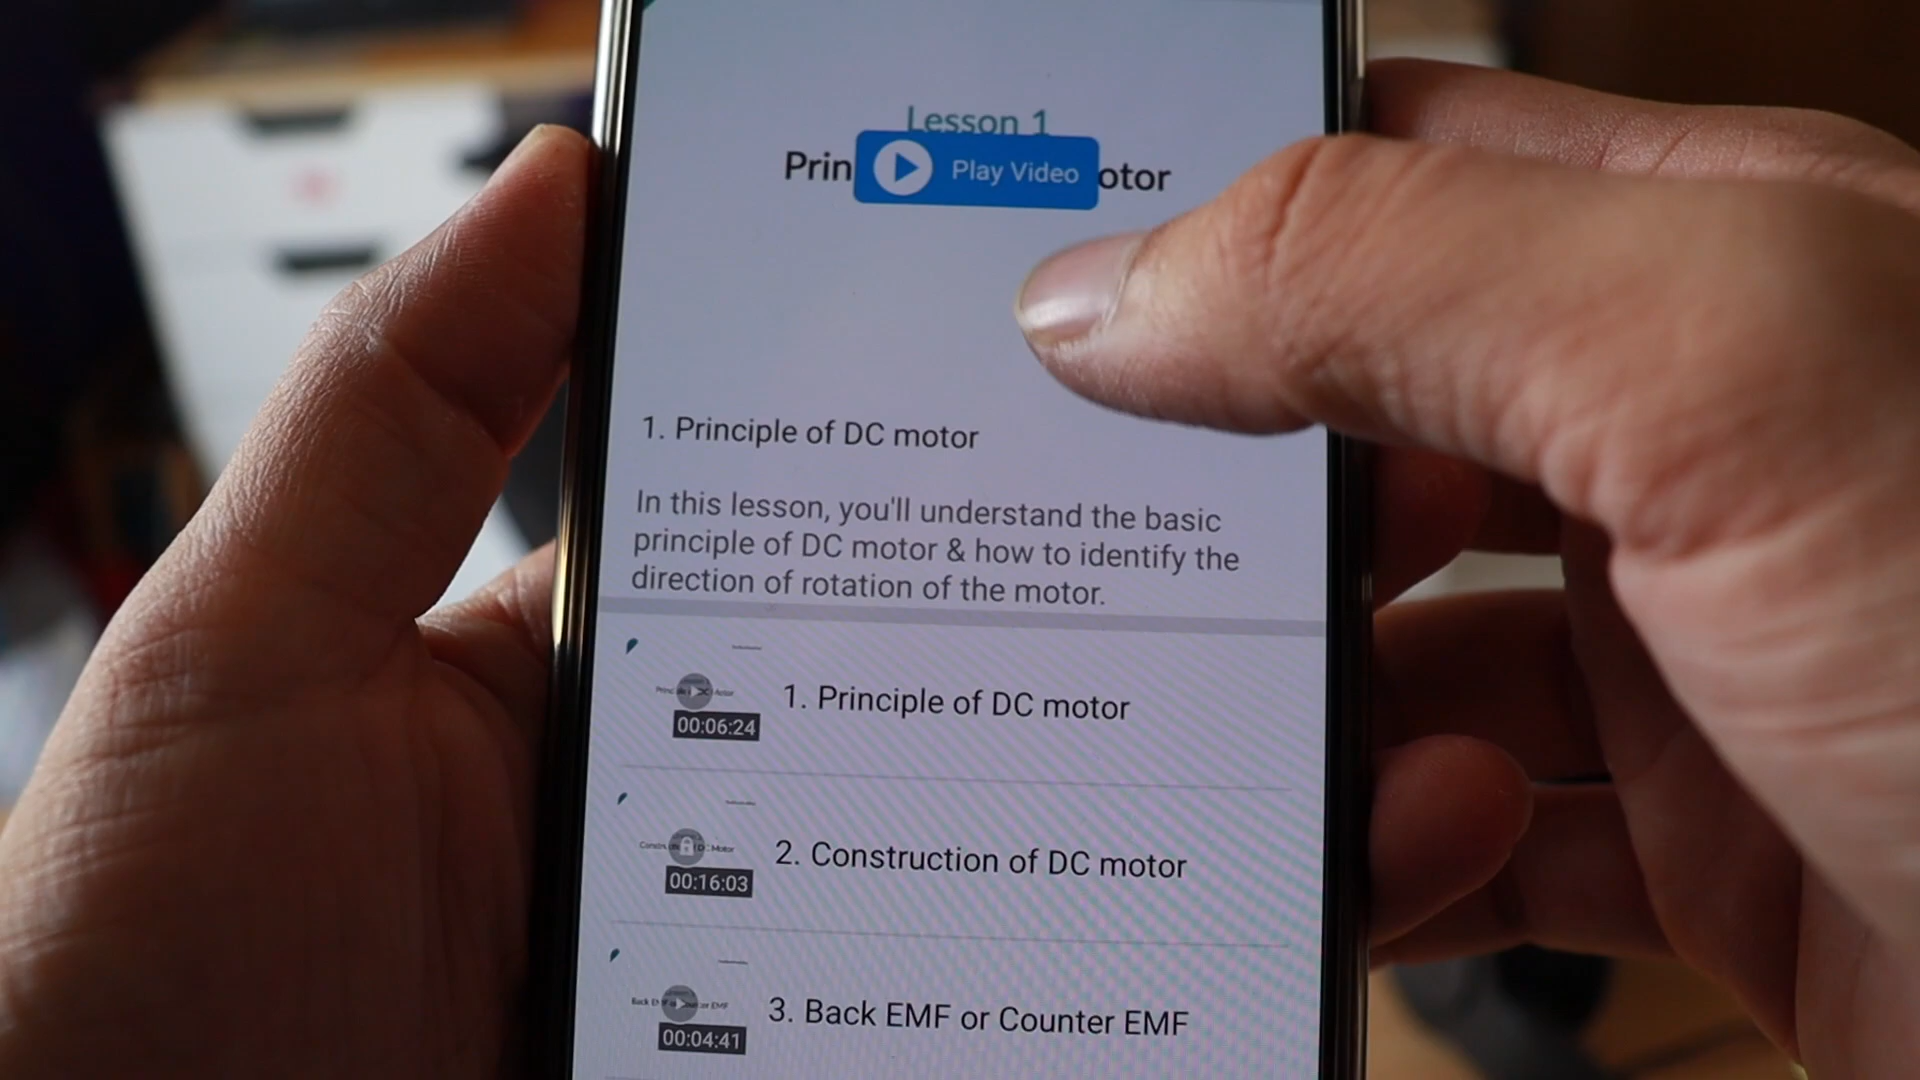 Lesson 1
Prin
Play Video
otor
1. Principle of DC motor
In this lesson, you'll understand the basic
principle of DC motor & how to identify the
direction of rotation of the motor.
1. Principle of DC motor
00:06:24
2. Construction of DC motor
00:16:03
3. Back EMF or Counter EMF
00:04:41